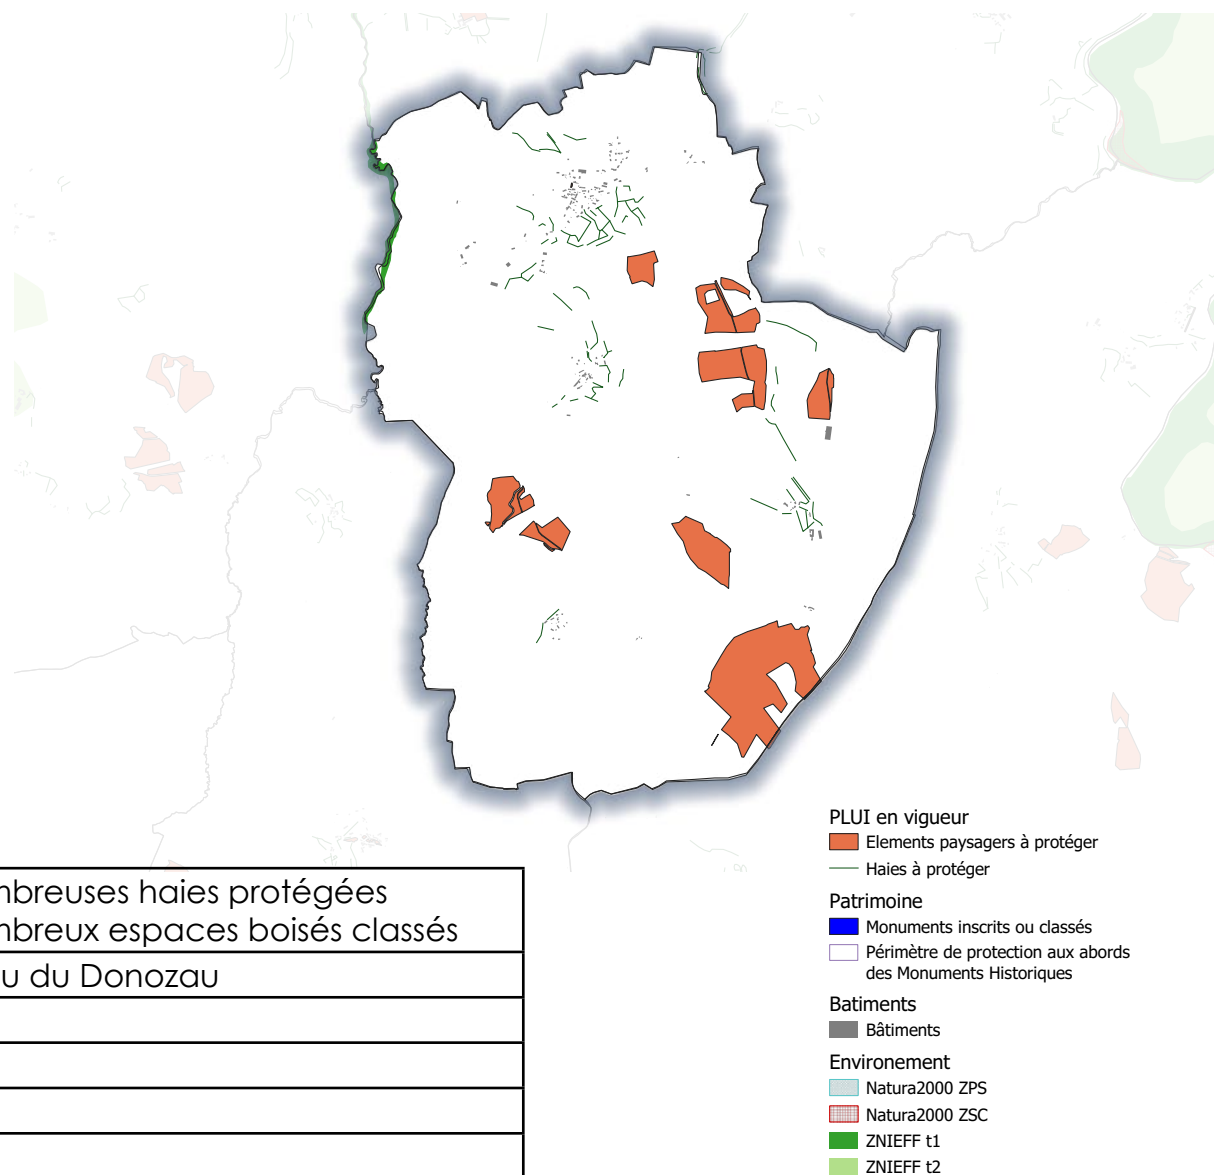 PLUI en vigueur
Elements paysagers à protéger
Haies à protéger
Patrimoine
Monuments inscrits ou classés
Périmètre de protection aux abords
des Monuments Historiques
Batiments
Bâtiments
Environement
Natura2000 ZPS
Natura2000 ZSC
ZNIEFF t1
ZNIEFF t2
mbreuses haies protégées
mbreux espaces boisés classés
u du Donozau